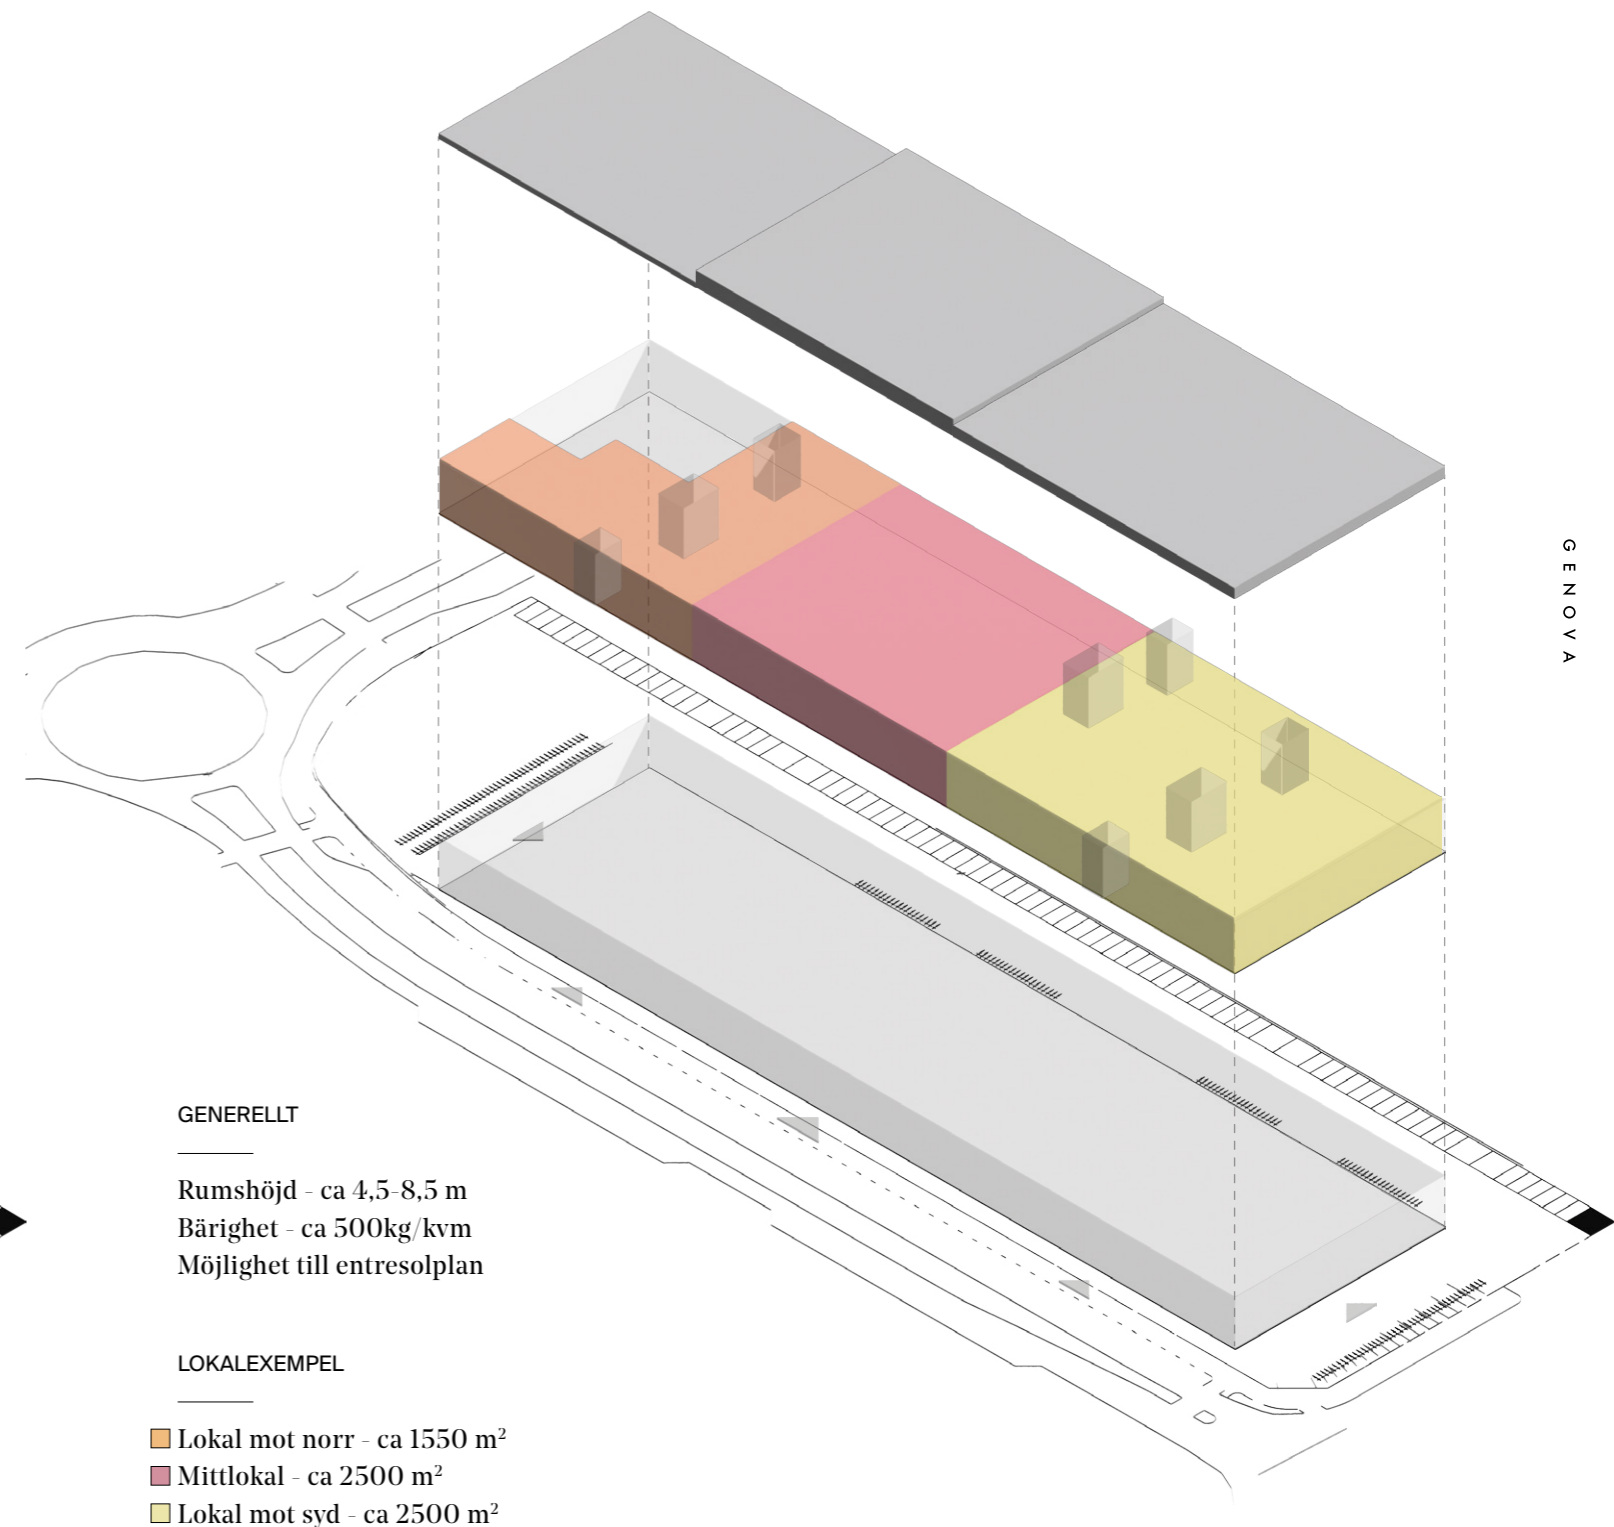 GENOVA
GENERELLT
Rumshöjd - ca 4,5-8,5 m
Bärighet - ca 500kg/kvm
Möjlighet till entresolplan
LOKALEXEMPEL
Lokal mot norr - ca 1550 m²
Mittlokal - ca 2500 m²
Lokal mot syd - ca 2500 m²